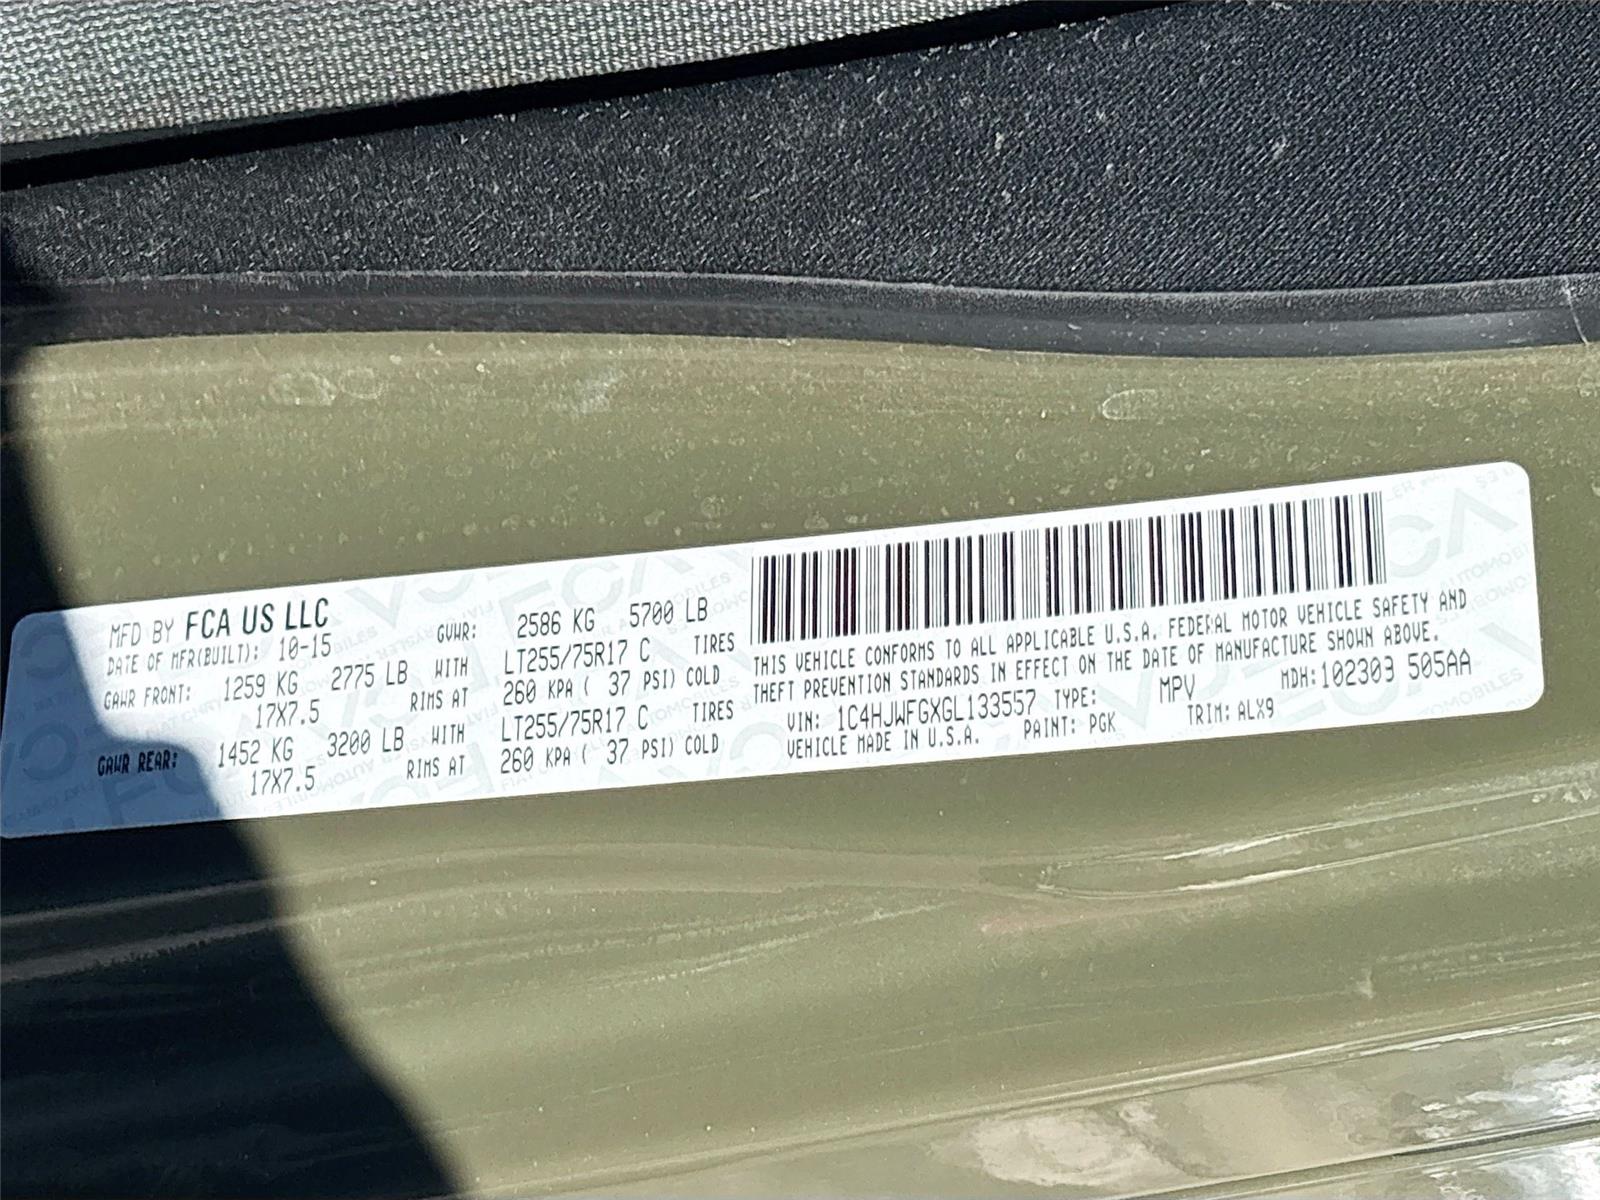 MFD BY FCA US LLC
DATE OF MFR(BUILT): 10-15 GVWR: 2586 KG 5700 LB
GAWR FRONT: 1259 KG 2775 LB WITH LT255/75R17 C TIRES
17X7.5 RIMS AT 260 KPA ( 37 PSI) COLD
GAWR REAR: 1452 KG 3200 LB WITH LT255/75R17 C TIRES
17X7.5 RIMS AT 260 KPA ( 37 PSI) COLD
THIS VEHICLE CONFORMS TO ALL APPLICABLE U.S.A. FEDERAL MOTOR VEHICLE SAFETY AND
THEFT PREVENTION STANDARDS IN EFFECT ON THE DATE OF MANUFACTURE SHOWN ABOVE.
VIN: 1C4HJWFGXGL133557 TYPE: MPV MDH:102303 505AA
VEHICLE MADE IN U.S.A. PAINT: PGK TRIM: ALX9